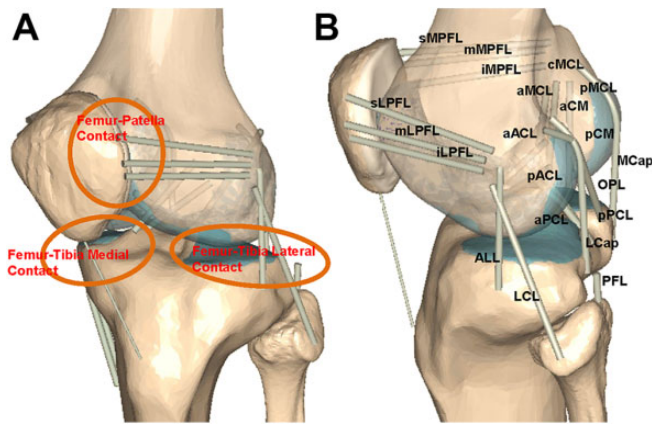 A
B
Femur-Patella
Contact
Femur-Tibia Medial
Contact
Femur-Tibia Lateral
Contact
sMPFL
mMPFL
iMPFL
cMCL
aMCL
pMCL
aCM
sLPFL
mLPFL
aACL
pCM
iLPFL
MCap
pACL
OPL
aPCL
pPCL
LCap
ALL
PFL
LCL